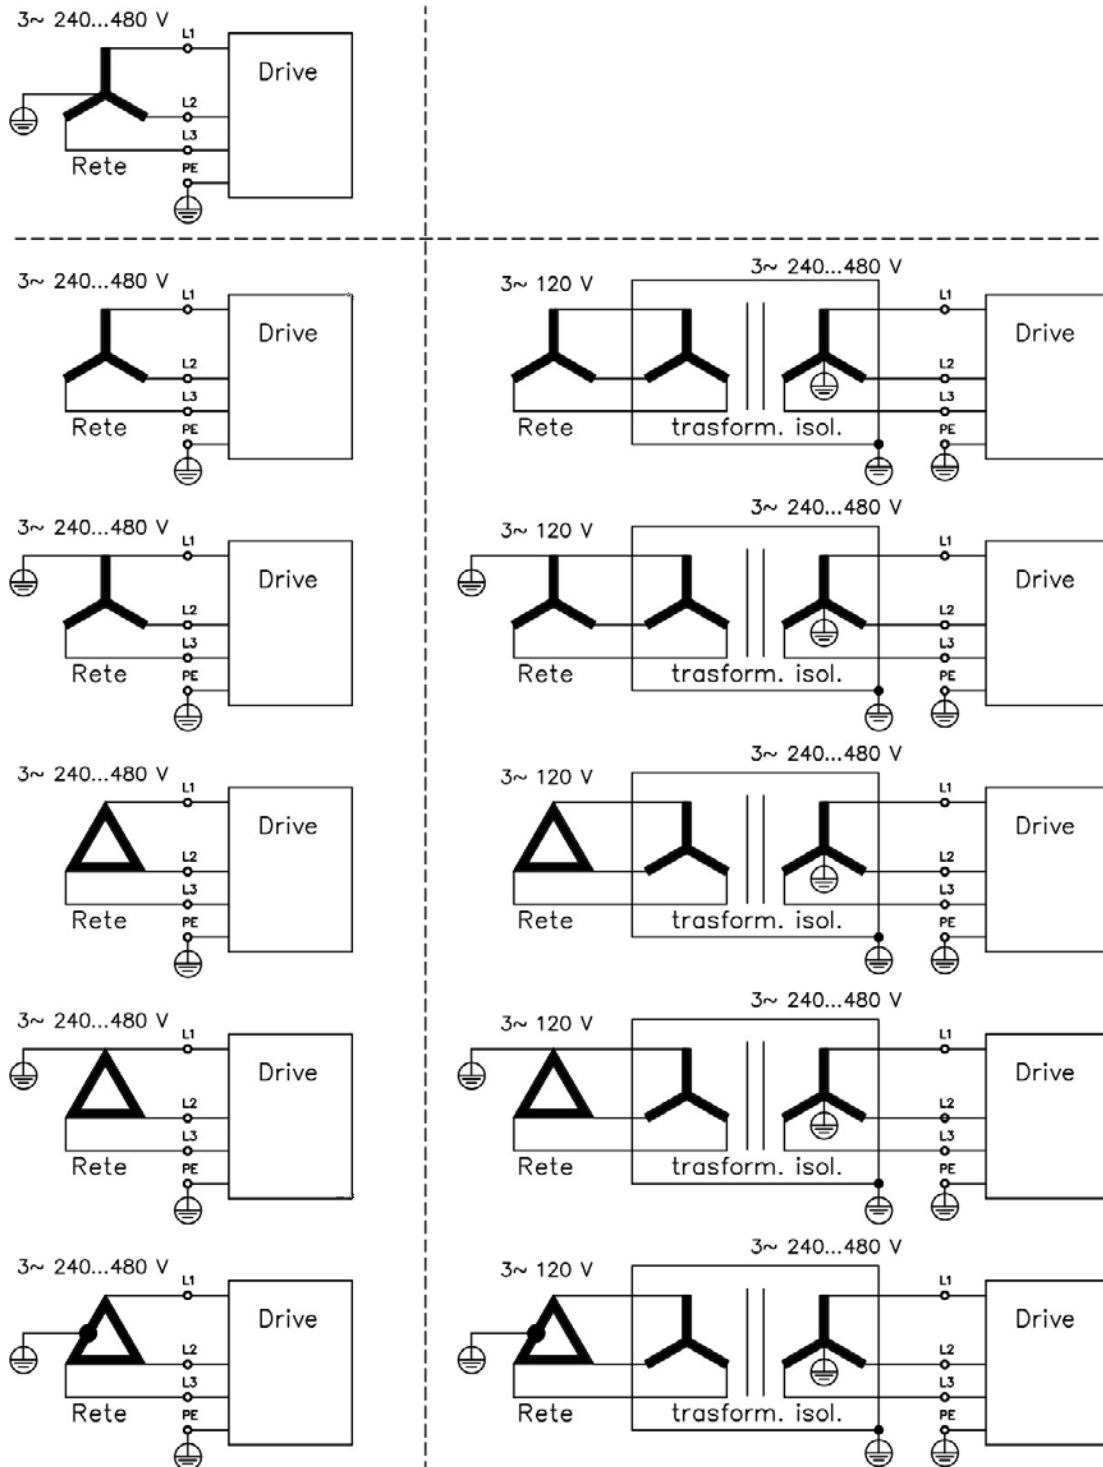 3~ 240...480 V
L1
Drive
L2
L3
Rete
PE
3~ 240...480 V
L1
Drive
L2
L3
Rete
PE
3~ 120 V
3~ 240...480 V
L1
Drive
L2
L3
Rete
trasform. isol.
PE
3~ 240...480 V
L1
Drive
L2
L3
Rete
PE
3~ 120 V
3~ 240...480 V
L1
Drive
L2
L3
Rete
trasform. isol.
PE
3~ 240...480 V
L1
Drive
L2
L3
Rete
PE
3~ 120 V
3~ 240...480 V
L1
Drive
L2
L3
Rete
trasform. isol.
PE
3~ 240...480 V
L1
Drive
L2
L3
Rete
PE
3~ 120 V
3~ 240...480 V
L1
Drive
L2
L3
Rete
trasform. isol.
PE
3~ 240...480 V
L1
Drive
L2
L3
Rete
PE
3~ 120 V
3~ 240...480 V
L1
Drive
L2
L3
Rete
trasform. isol.
PE